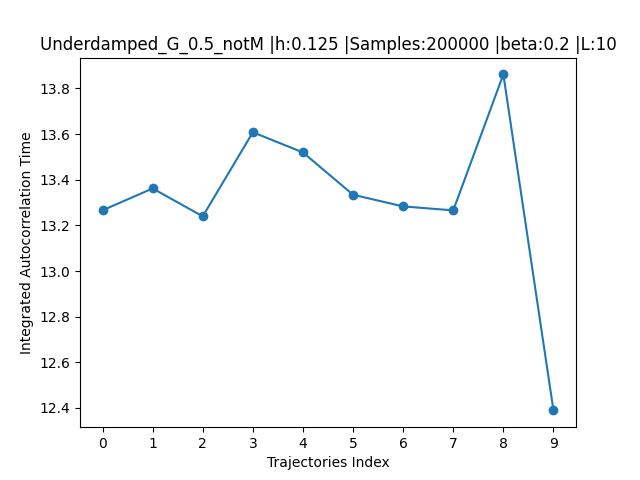 Underdamped_G_0.5_notM |h:0.125 |Samples:200000 |beta:0.2 |L:10
Integrated Autocorrelation Time
13.8
13.6
13.4
13.2
13.0
12.8
12.6
12.4
0 1 2 3 4 5 6 7 8 9
Trajectories Index